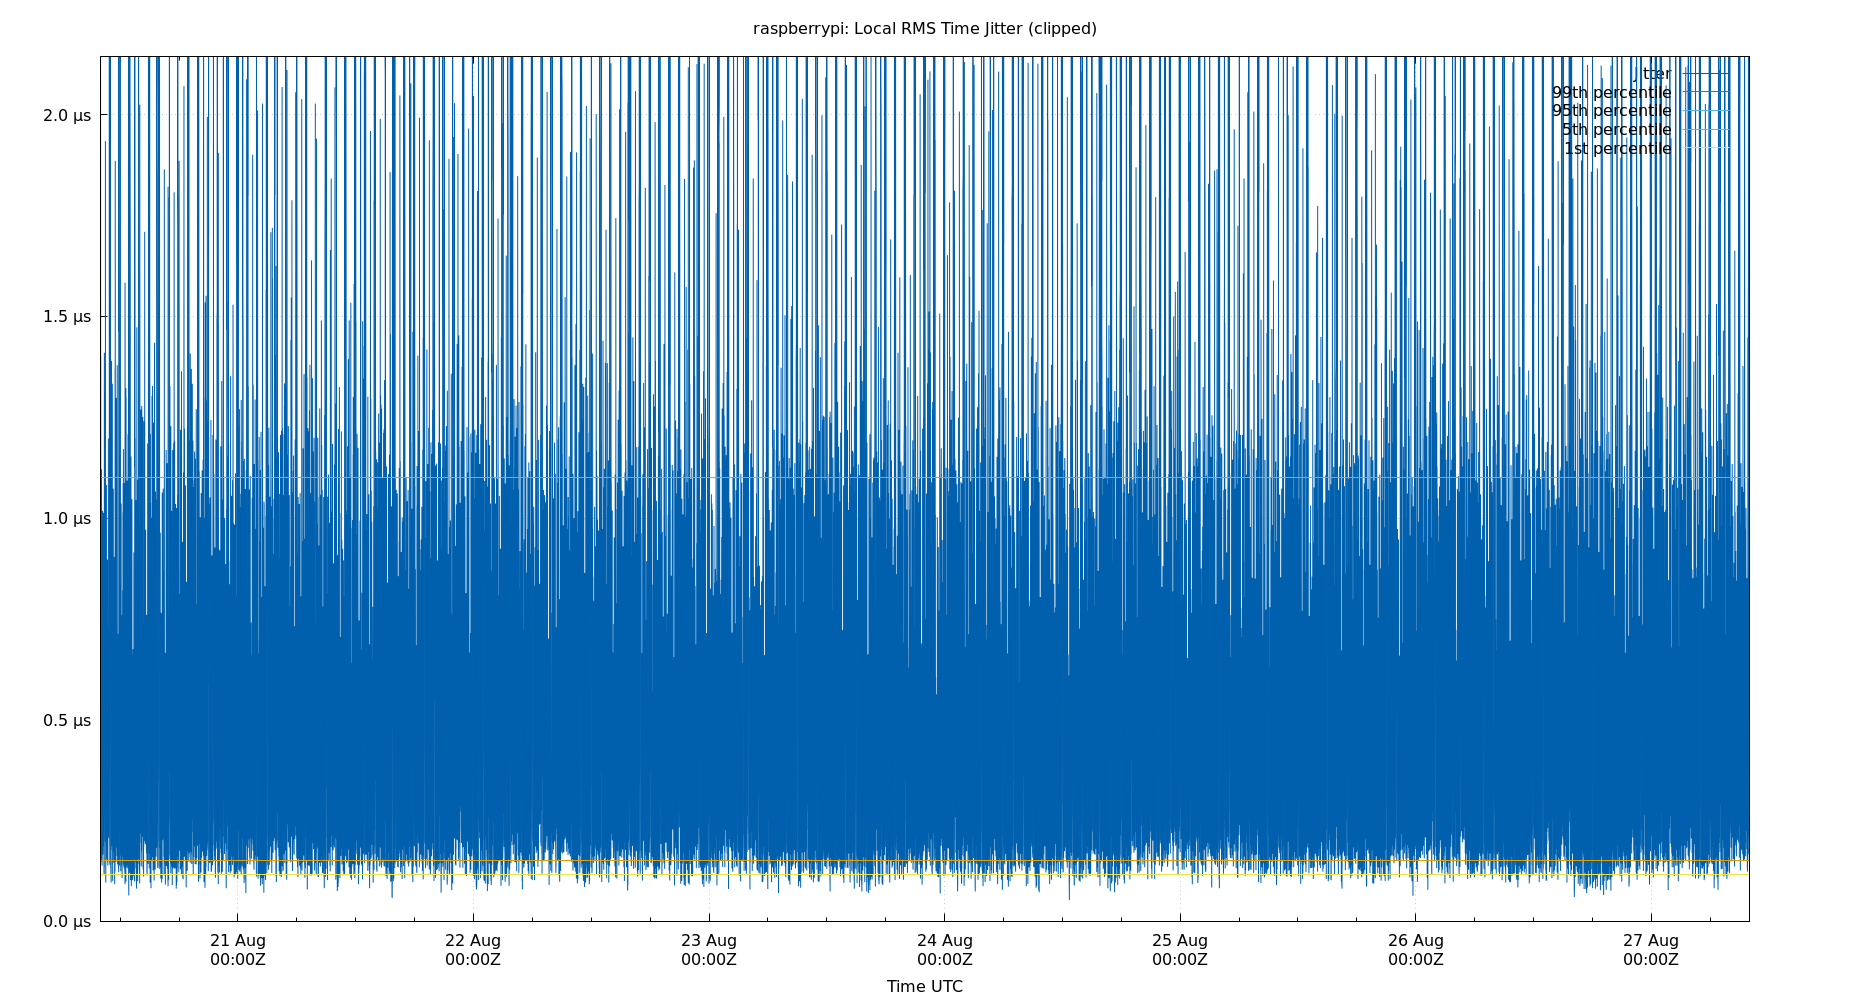 raspberrypi: Local RMS Time Jitter (clipped)
jitter
99th percentile
2.0 μs
95th percentile
5th percentile
1st percentile
1.5 μs
1.0 μs
0.5 μs
0.0 μs
21 Aug 22 Aug 23 Aug 24 Aug 25 Aug 26 Aug 27 Aug
00:00Z 00:00Z 00:00Z 00:00Z 00:00Z 00:00Z 00:00Z
Time UTC